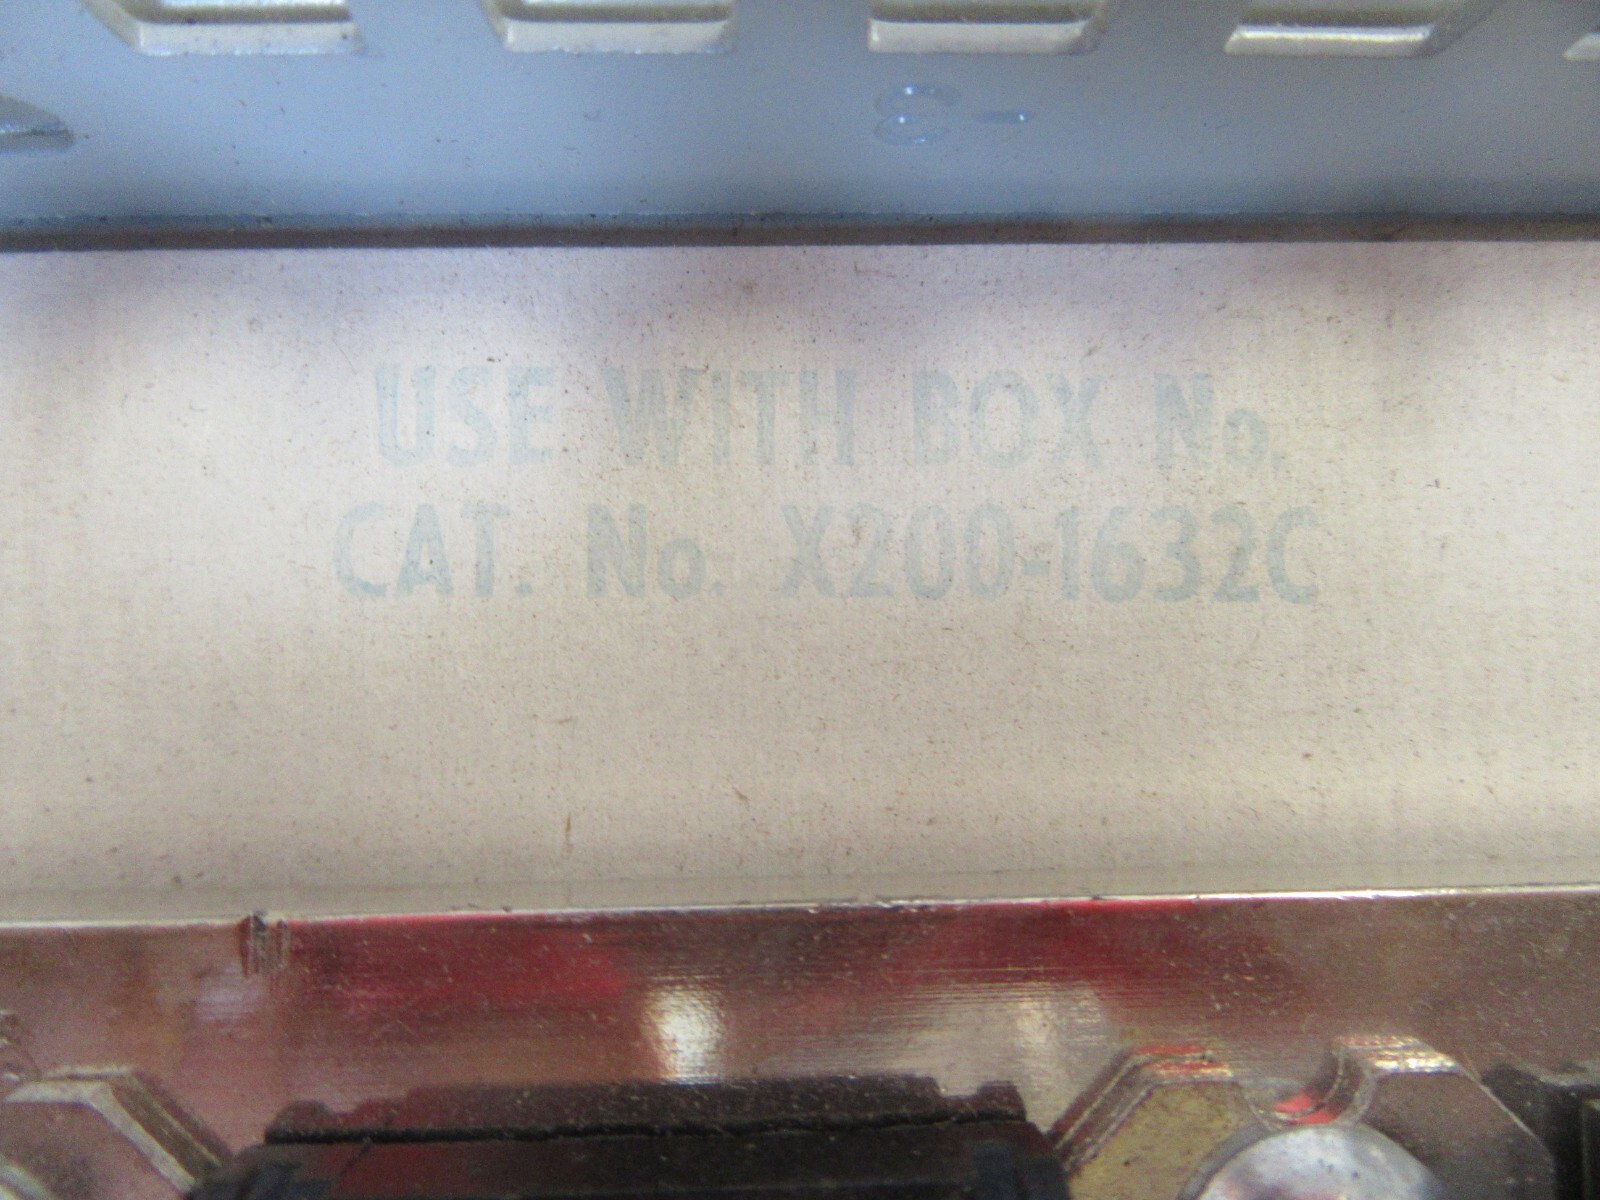 USE WITH BOX No.
CAT. No. X200-1632C